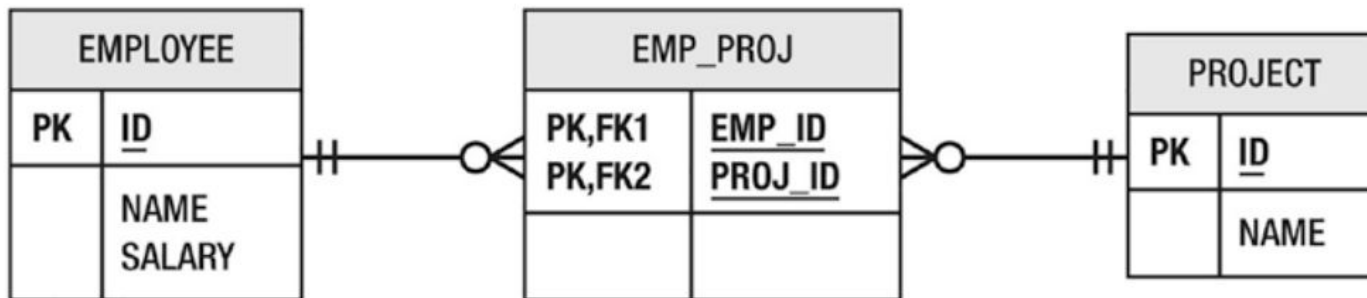 EMPLOYEE
PK ID
NAME
SALARY
EMP_PROJ
PK,FK1 EMP_ID
PK,FK2 PROJ_ID
PROJECT
PK ID
NAME